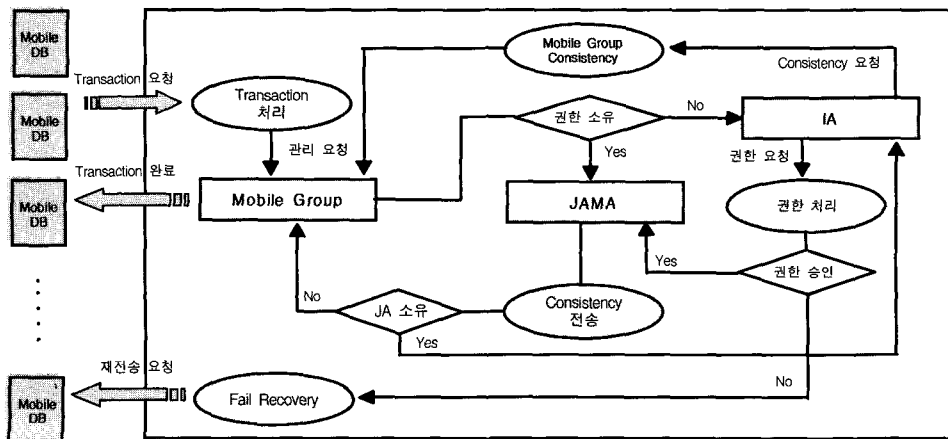 Mobile
DB
Transaction 요청
Mobile
DB
Transaction 완료
Mobile
DB
재전송 요청
Mobile
DB
Transaction
처리
관리 요청
Mobile Group
Mobile Group
Consistency
Consistency 요청
권한 소유
No
Yes
IA
권한 요청
JAMA
권한 처리
Yes
권한 승인
No
JA 소유
Yes
Consistency
전송
No
Fail Recovery